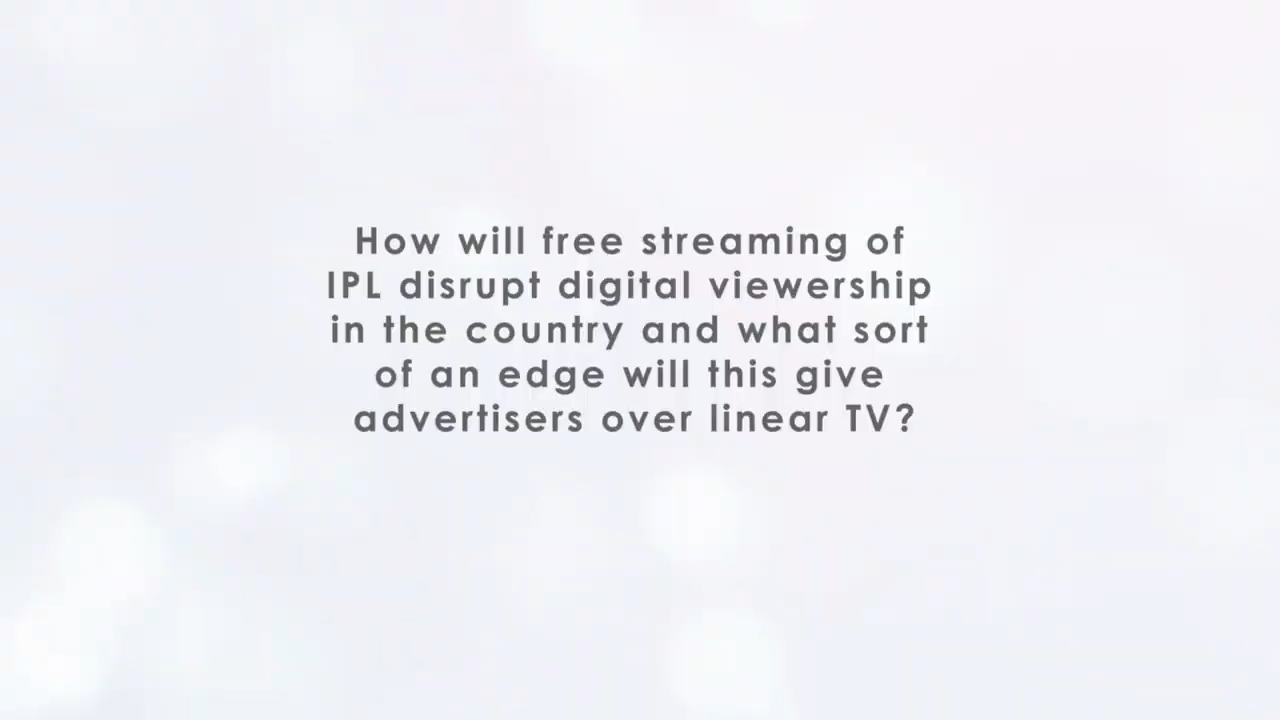 How will free streaming of
IPL disrupt digital viewership
in the country and what sort
of an edge will this give
advertisers over linear TV?